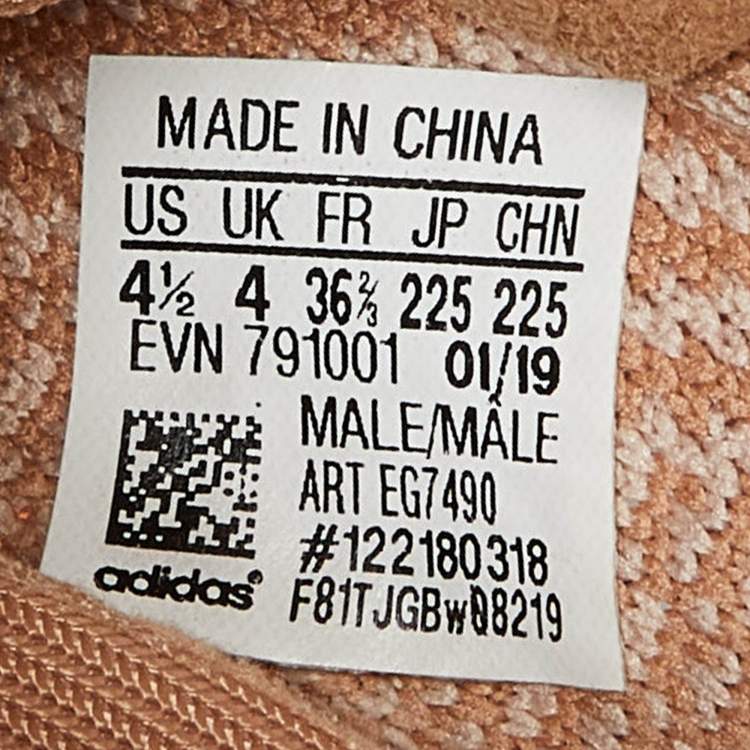 MADE IN CHINA
US UK FR JP CHN
4½ 4 36⅔ 225 225
EVN 791001 01/19
MALE/MÂLE
ART EG7490
#122180318
F81TJGBw08219
adidas®